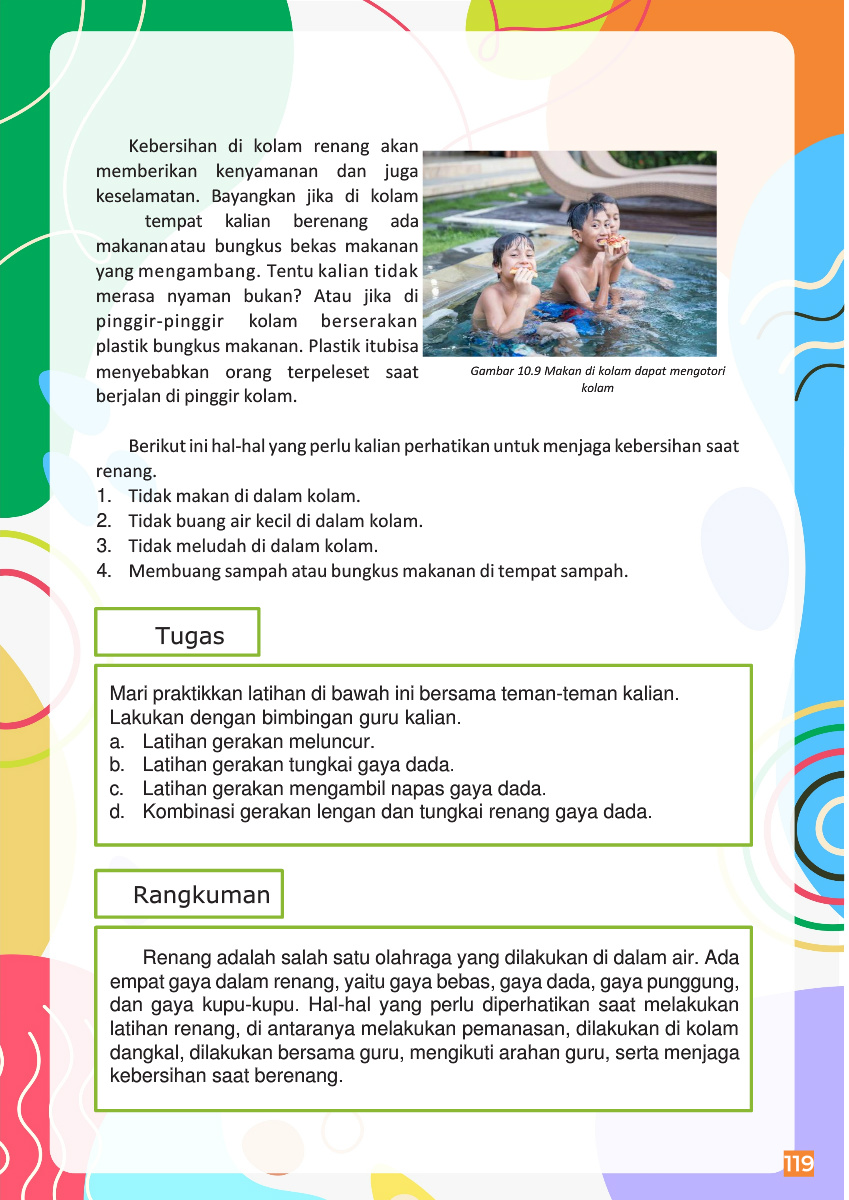 Kebersihan di kolam renang akan
memberikan kenyamanan dan juga
keselamatan. Bayangkan jika di kolam
tempat kalian berenang ada
makananatau bungkus bekas makanan
yang mengambang. Tentu kalian tidak
merasa nyaman bukan? Atau jika di
pinggir-pinggir kolam berserakan
plastik bungkus makanan. Plastik itubisa
menyebabkan orang terpeleset saat
berjalan di pinggir kolam.
Gambar 10.9 Makan di kolam dapat mengotori
kolam
Berikut ini hal-hal yang perlu kalian perhatikan untuk menjaga kebersihan saat
renang.
1. Tidak makan di dalam kolam.
2. Tidak buang air kecil di dalam kolam.
3. Tidak meludah di dalam kolam.
4. Membuang sampah atau bungkus makanan di tempat sampah.
Tugas
Mari praktikkan latihan di bawah ini bersama teman-teman kalian.
Lakukan dengan bimbingan guru kalian.
a. Latihan gerakan meluncur.
b. Latihan gerakan tungkai gaya dada.
c. Latihan gerakan mengambil napas gaya dada.
d. Kombinasi gerakan lengan dan tungkai renang gaya dada.
Rangkuman
Renang adalah salah satu olahraga yang dilakukan di dalam air. Ada
empat gaya dalam renang, yaitu gaya bebas, gaya dada, gaya punggung,
dan gaya kupu-kupu. Hal-hal yang perlu diperhatikan saat melakukan
latihan renang, di antaranya melakukan pemanasan, dilakukan di kolam
dangkal, dilakukan bersama guru, mengikuti arahan guru, serta menjaga
kebersihan saat berenang.
119